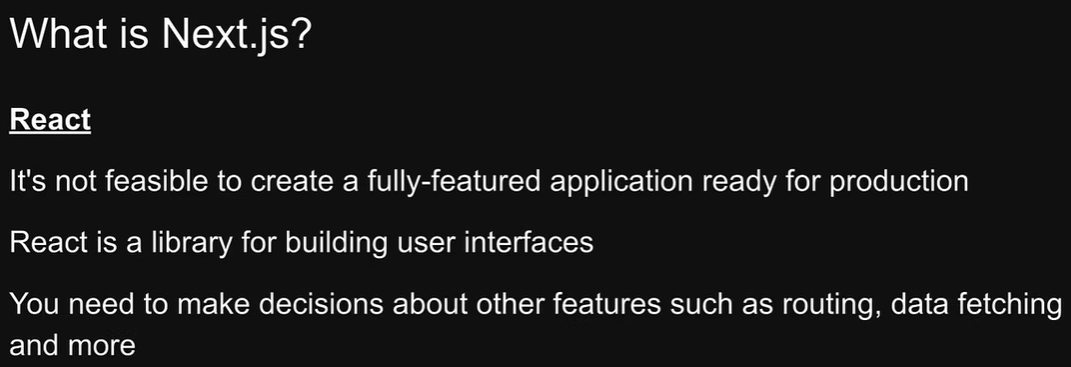 What is Next.js?
React
It's not feasible to create a fully-featured application ready for production
React is a library for building user interfaces
You need to make decisions about other features such as routing, data fetching
and more